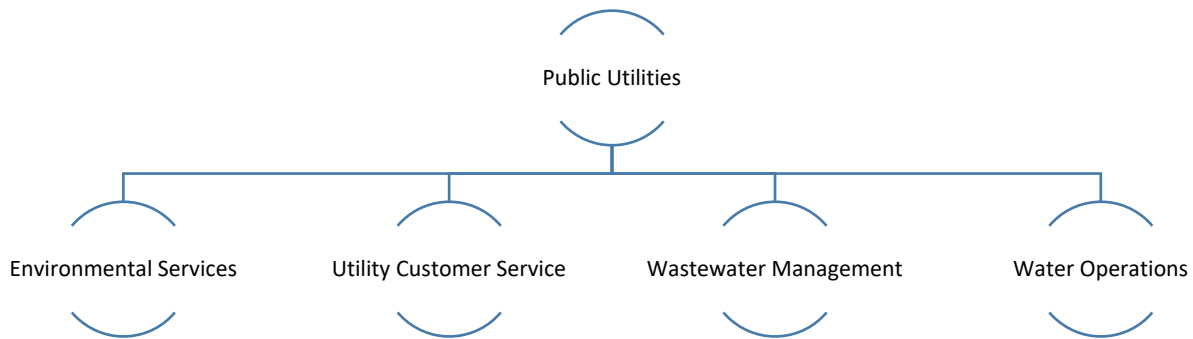 Public Utilities
Environmental Services
Utility Customer Service
Wastewater Management
Water Operations